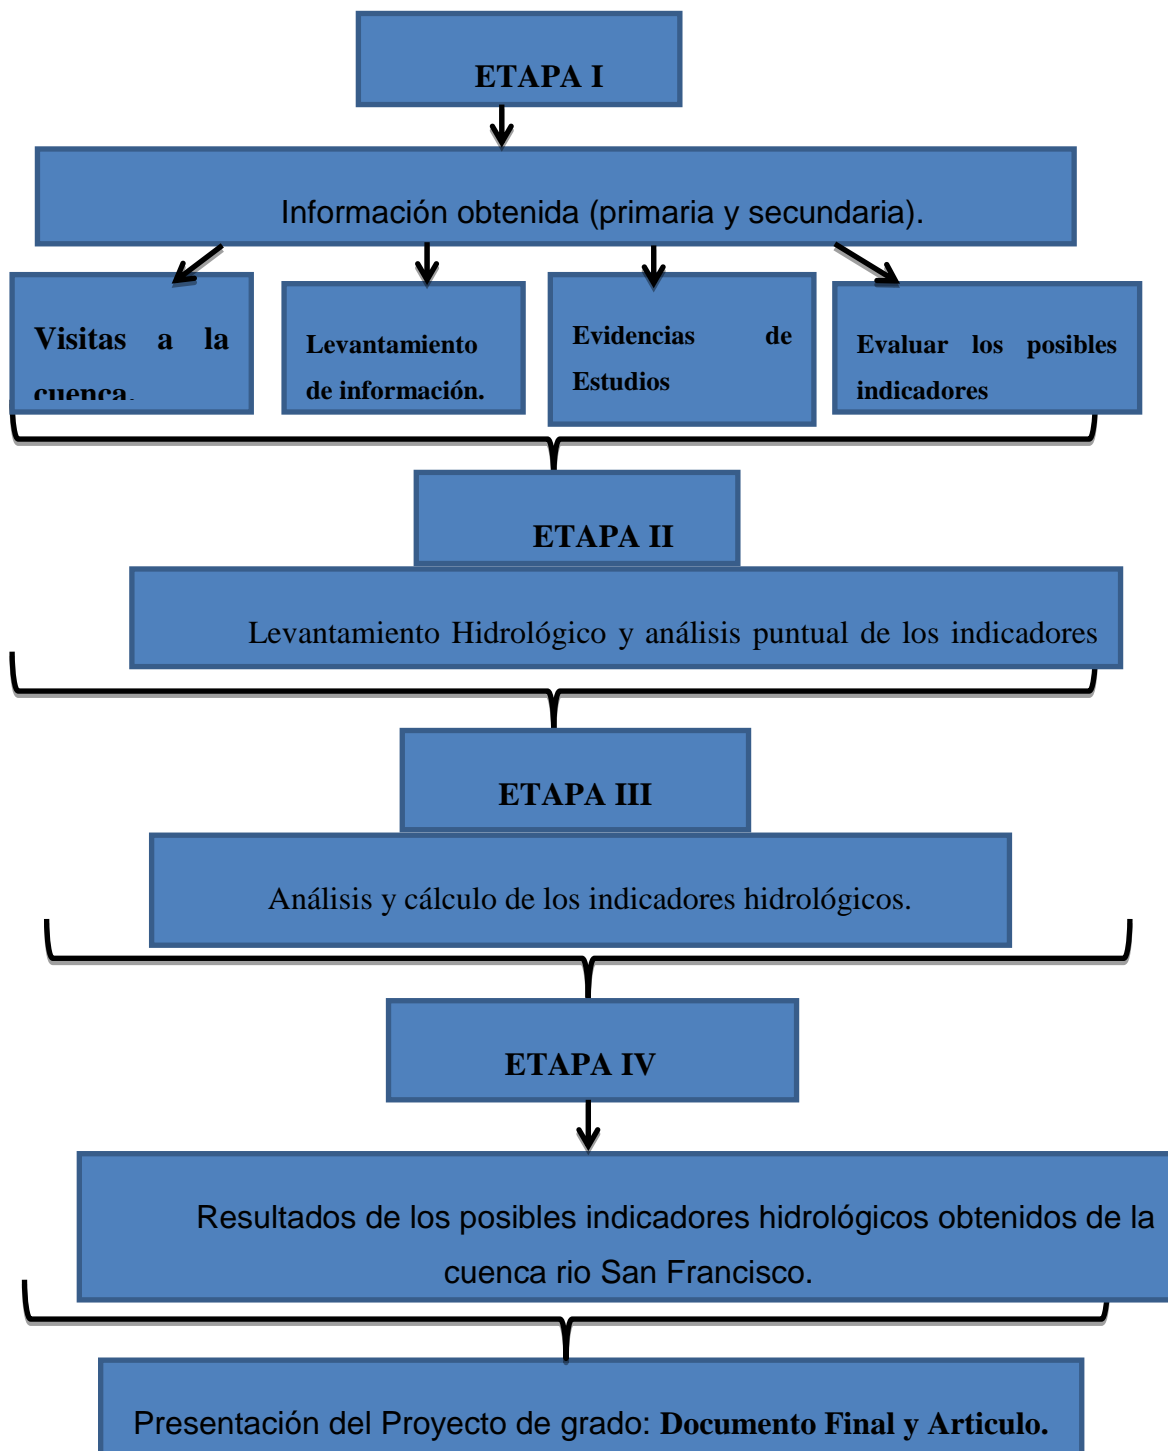 ETAPA I
Información obtenida (primaria y secundaria).
Visitas a la
cuenca.
Levantamiento
de información.
Evidencias de
Estudios
Evaluar los posibles
indicadores
ETAPA II
Levantamiento Hidrológico y análisis puntual de los indicadores
ETAPA III
Análisis y cálculo de los indicadores hidrológicos.
ETAPA IV
Resultados de los posibles indicadores hidrológicos obtenidos de la
cuenca rio San Francisco.
Presentación del Proyecto de grado: Documento Final y Articulo.